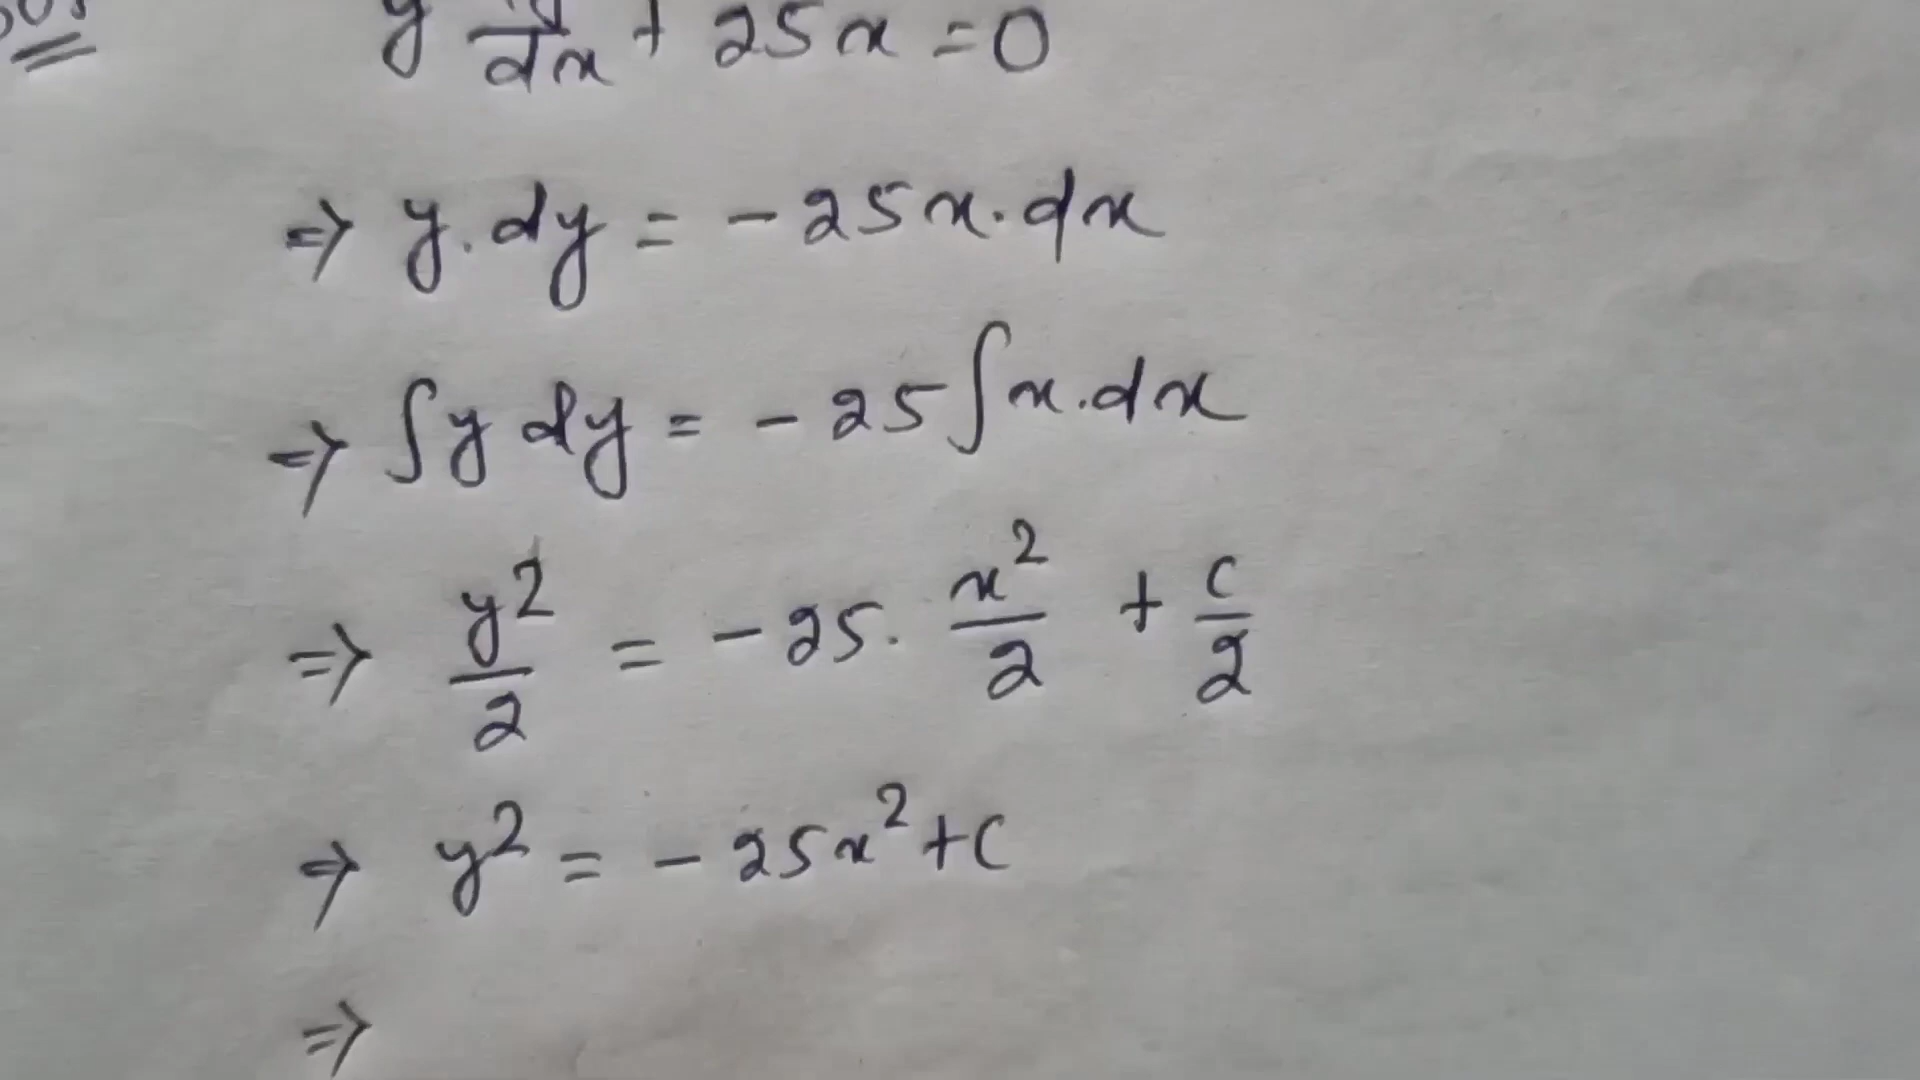 y dy/dx + 25x = 0
⇒ y.dy = - 25x.dx
⇒ ∫y dy = - 25∫x.dx
⇒ y²/2 = - 25. x²/2 + c/2
⇒ y² = - 25x² + c
⇒